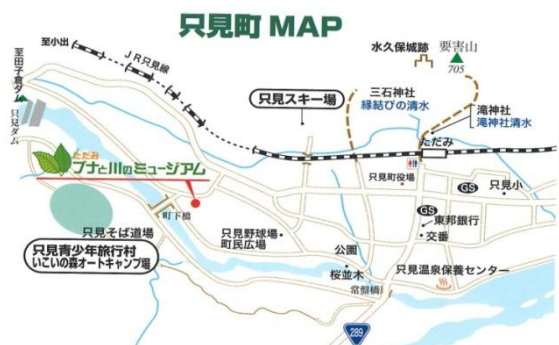 只見町 MAP
至小出
JR只見線
至田子倉ダム
只見ダム
水久保城跡
要害山
705
三石神社
縁結びの清水
只見スキー場
滝神社
滝神社清水
ただみ
只見町役場
ただみ
ブナと川のミュージアム
GS
只見小
GS
東邦銀行
交番
町下橋
只見そば道場
只見野球場
町民広場
公園
桜並木
常盤橋
只見温泉保養センター
只見青少年旅行村
いこいの森オートキャンプ場
289